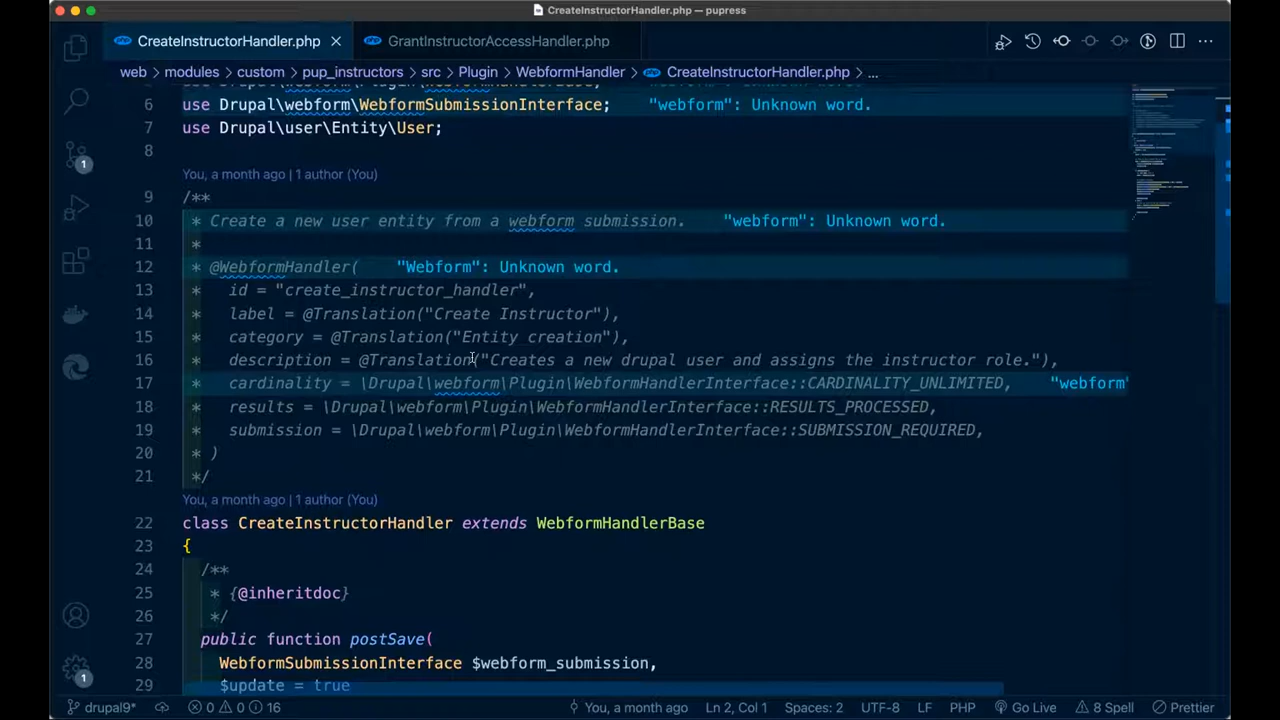 CreateInstructorHandler.php — pupress
CreateInstructorHandler.php
GrantInstructorAccessHandler.php
web > modules > custom > pup_instructors > src > Plugin > WebformHandler > CreateInstructorHandler.php > ...
6 use Drupal\webform\WebformSubmissionInterface; "webform": Unknown word.
7 use Drupal\user\Entity\User;
8
You, a month ago | 1 author (You)
9 /**
10 * Create a new user entity from a webform submission. "webform": Unknown word.
11 *
12 * @WebformHandler( "Webform": Unknown word.
13 * id = "create_instructor_handler",
14 * label = @Translation("Create Instructor"),
15 * category = @Translation("Entity creation"),
16 * description = @Translation("Creates a new drupal user and assigns the instructor role."),
17 * cardinality = \Drupal\webform\Plugin\WebformHandlerInterface::CARDINALITY_UNLIMITED, "webform"
18 * results = \Drupal\webform\Plugin\WebformHandlerInterface::RESULTS_PROCESSED,
19 * submission = \Drupal\webform\Plugin\WebformHandlerInterface::SUBMISSION_REQUIRED,
20 * )
21 */
You, a month ago | 1 author (You)
22 class CreateInstructorHandler extends WebformHandlerBase
23 {
24 /**
25 * {@inheritdoc}
26 */
27 public function postSave(
28 WebformSubmissionInterface $webform_submission,
29 $update = true
1
1
drupal9* 0 0 16 You, a month ago Ln 2, Col 1 Spaces: 2 UTF-8 LF PHP Go Live 8 Spell Prettier